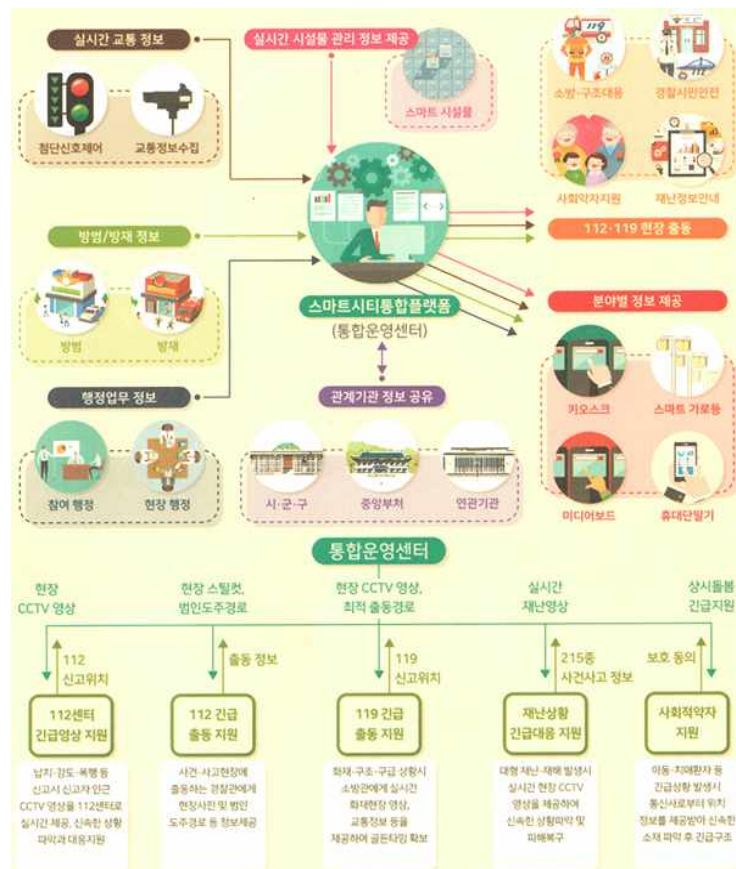 실시간 교통 정보
첨단신호제어
교통정보수집
실시간 시설물 관리 정보 제공
스마트 시설물
119
소방·구조대응
경찰시민안전
사회약자지원
재난정보안내
112·119 현장 출동
방범/방재 정보
방범
방재
스마트시티통합플랫폼
(통합운영센터)
분야별 정보 제공
키오스크
스마트 가로등
미디어보드
휴대단말기
행정업무 정보
참여 행정
현장 행정
관계기관 정보 공유
시·군·구
중앙부처
연관기관
통합운영센터
현장
CCTV 영상
현장 스틸컷,
범인도주경로
현장 CCTV 영상,
최적 출동경로
실시간
재난영상
상시돌봄
긴급지원
112
신고위치
출동 정보
119
신고위치
215종
사건사고 정보
보호 동의
112센터
긴급영상 지원
112 긴급
출동 지원
119 긴급
출동 지원
재난상황
긴급대응 지원
사회적약자
지원
납치·강도·폭행 등
신고시 신고자 인근
CCTV 영상을 112센터로
실시간 제공, 신속한 상황
파악과 대응지원
사건·사고현장에
출동하는 경찰관에게
현장사진 및 범인
도주경로 등 정보제공
화재·구조·구급 상황시
소방관에게 실시간
화재현장 영상,
교통정보 등을
제공하여 골든타임 확보
대형 재난·재해 발생시
실시간 현장 CCTV
영상을 제공하여
신속한 상황파악 및
피해복구
아동·치매환자 등
긴급상황 발생시
통신사로부터 위치
정보를 제공받아 신속한
소재 파악 후 긴급구조